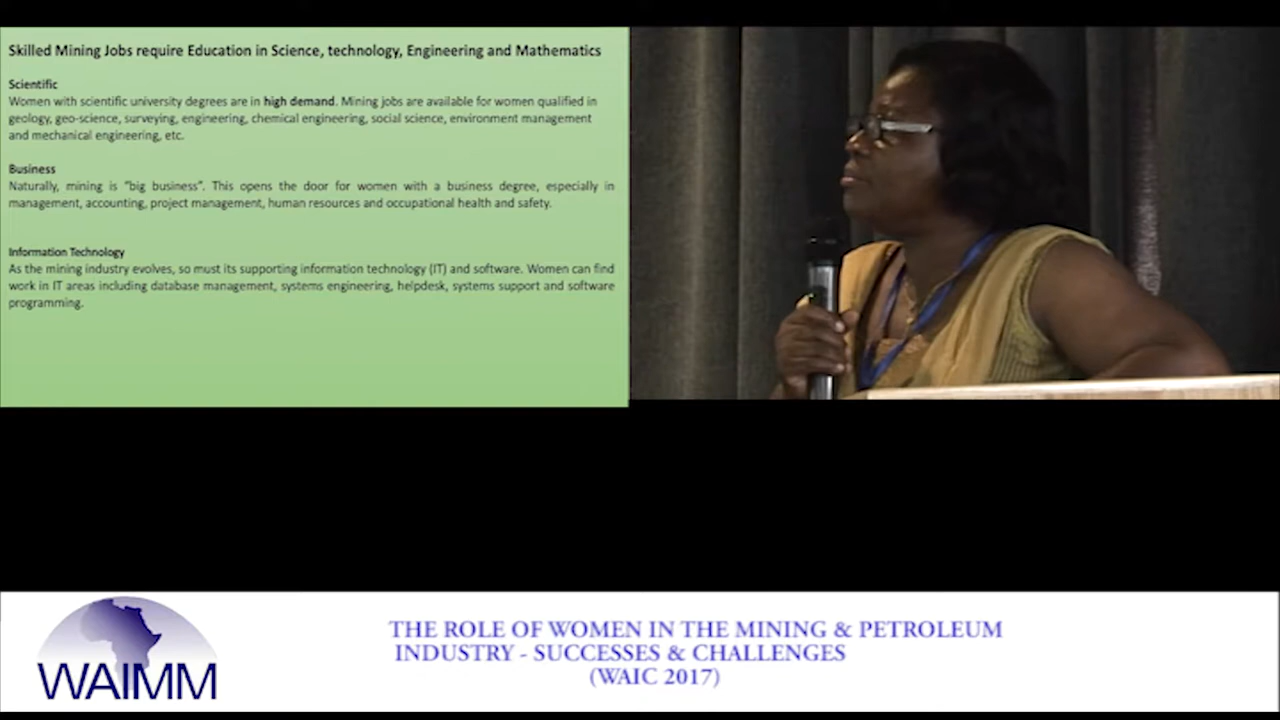 Skilled Mining Jobs require Education in Science, technology, Engineering and Mathematics
Scientific
Women with scientific university degrees are in high demand. Mining jobs are available for women qualified in
geology, geo-science, surveying, engineering, chemical engineering, social science, environment management
and mechanical engineering, etc.
Business
Naturally, mining is "big business". This opens the door for women with a business degree, especially in
management, accounting, project management, human resources and occupational health and safety.
Information Technology
As the mining industry evolves, so must its supporting information technology (IT) and software. Women can find
work in IT areas including database management, systems engineering, helpdesk, systems support and software
programming.
WAIMM
THE ROLE OF WOMEN IN THE MINING & PETROLEUM
INDUSTRY - SUCCESSES & CHALLENGES
(WAIC 2017)